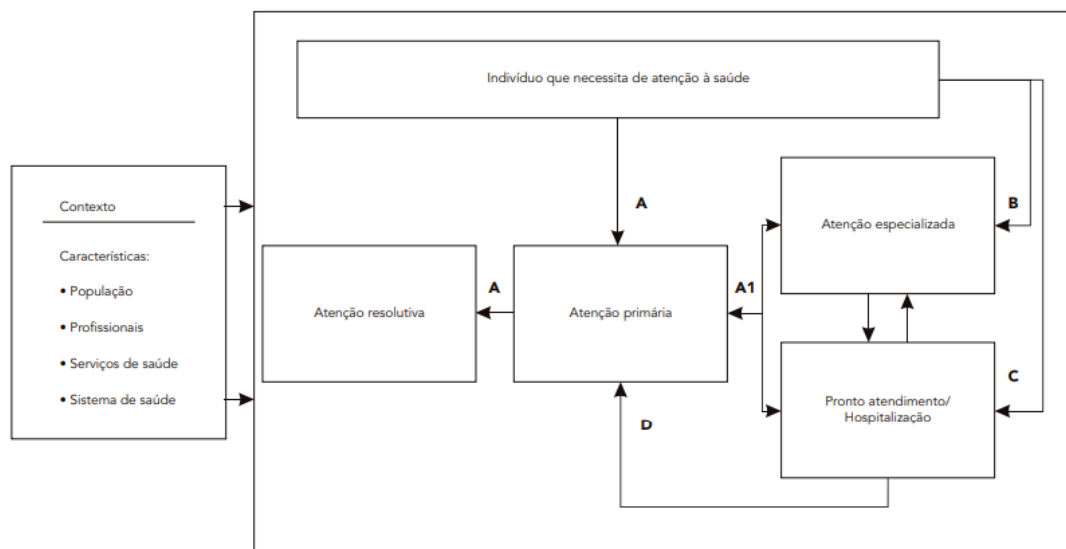 Indivíduo que necessita de atenção à saúde
Contexto
Características:
• População
• Profissionais
• Serviços de saúde
• Sistema de saúde
A
B
Atenção especializada
Atenção resolutiva
A
Atenção primária
A1
C
Pronto atendimento/
Hospitalização
D